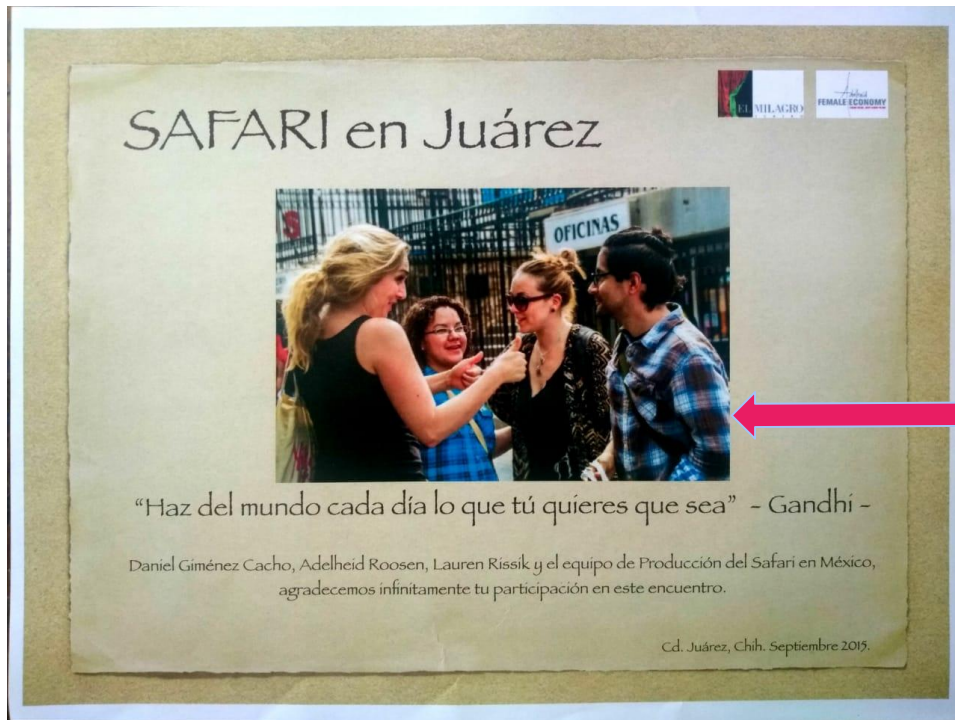 SAFARI en Juárez
EL MILAGRO
Adelheid
FEMALE ECONOMY
S
OFICINAS
“Haz del mundo cada día lo que tú quieres que sea” - Gandhi -
Daniel Giménez Cacho, Adelheid Roosen, Lauren Rissik y el equipo de Producción del Safari en México,
agradecemos infinitamente tu participación en este encuentro.
Cd. Juárez, Chih. Septiembre 2015.